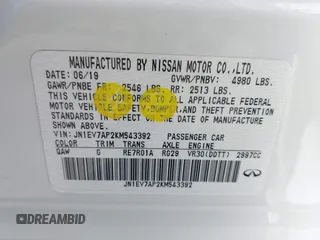 MANUFACTURED BY NISSAN MOTOR CO.,LTD.
DATE: 06/19 GVWR/PNBV: 4980 LBS.
GAWR/PNBE FR: 2546 LBS. RR: 2513 LBS.
THIS VEHICLE CONFORMS TO ALL APPLICABLE FEDERAL
MOTOR VEHICLE SAFETY, BUMPER, AND THEFT PREVENTION
STANDARDS IN EFFECT ON THE DATE OF MANUFACTURE
SHOWN ABOVE.
VIN: JN1EV7AP2KM543392 PASSENGER CAR
COLOR TRIM TRANS AXLE ENGINE
QAW G RE7R01A RG29 VR30(DDTT) 2997CC
JN1EV7AP2KM543392
INFINITI
DREAMBID